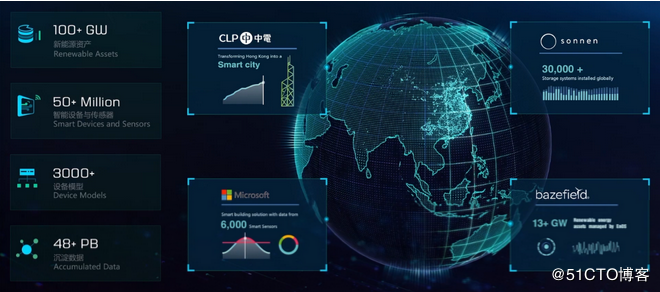 100+ GW
新能源资产
Renewable Assets
50+ Million
智能设备与传感器
Smart Devices and Sensors
3000+
设备模型
Device Models
48+ PB
沉淀数据
Accumulated Data
CLP 中電
Transforming Hong Kong into a
Smart city
sonnen
30,000 +
Storage systems installed globally
Microsoft
Smart building solution with data from
6,000 Smart Sensors
bazefield
13+ GW Renewable energy
assets managed by
@51CTO博客